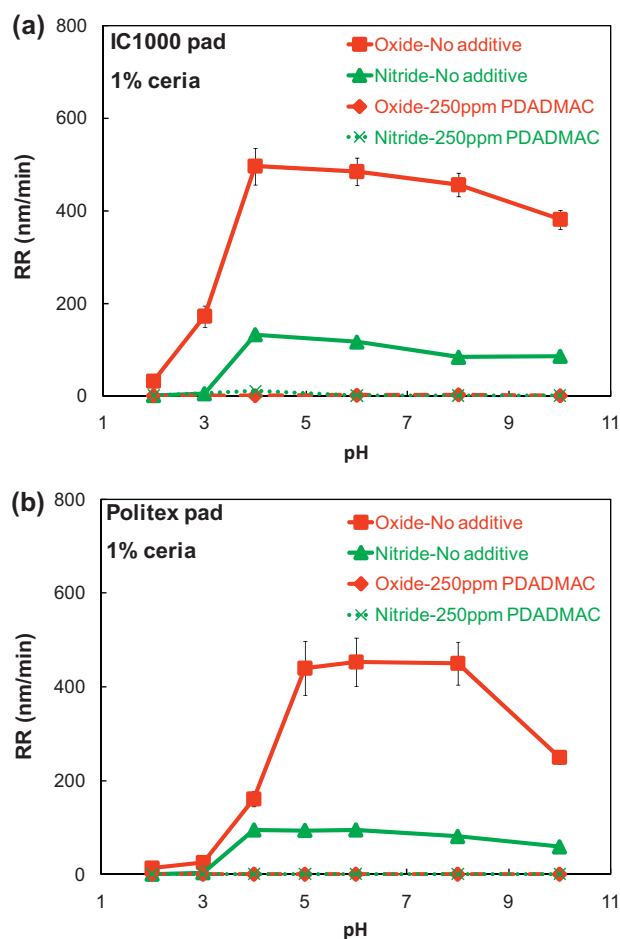 (a)
IC1000 pad
1% ceria
Oxide-No additive
Nitride-No additive
Oxide-250ppm PDADMAC
Nitride-250ppm PDADMAC
800
600
400
200
0
RR (nm/min)
1 3 5 7 9 11
pH
(b)
Politex pad
1% ceria
Oxide-No additive
Nitride-No additive
Oxide-250ppm PDADMAC
Nitride-250ppm PDADMAC
800
600
400
200
0
RR (nm/min)
1 3 5 7 9 11
pH